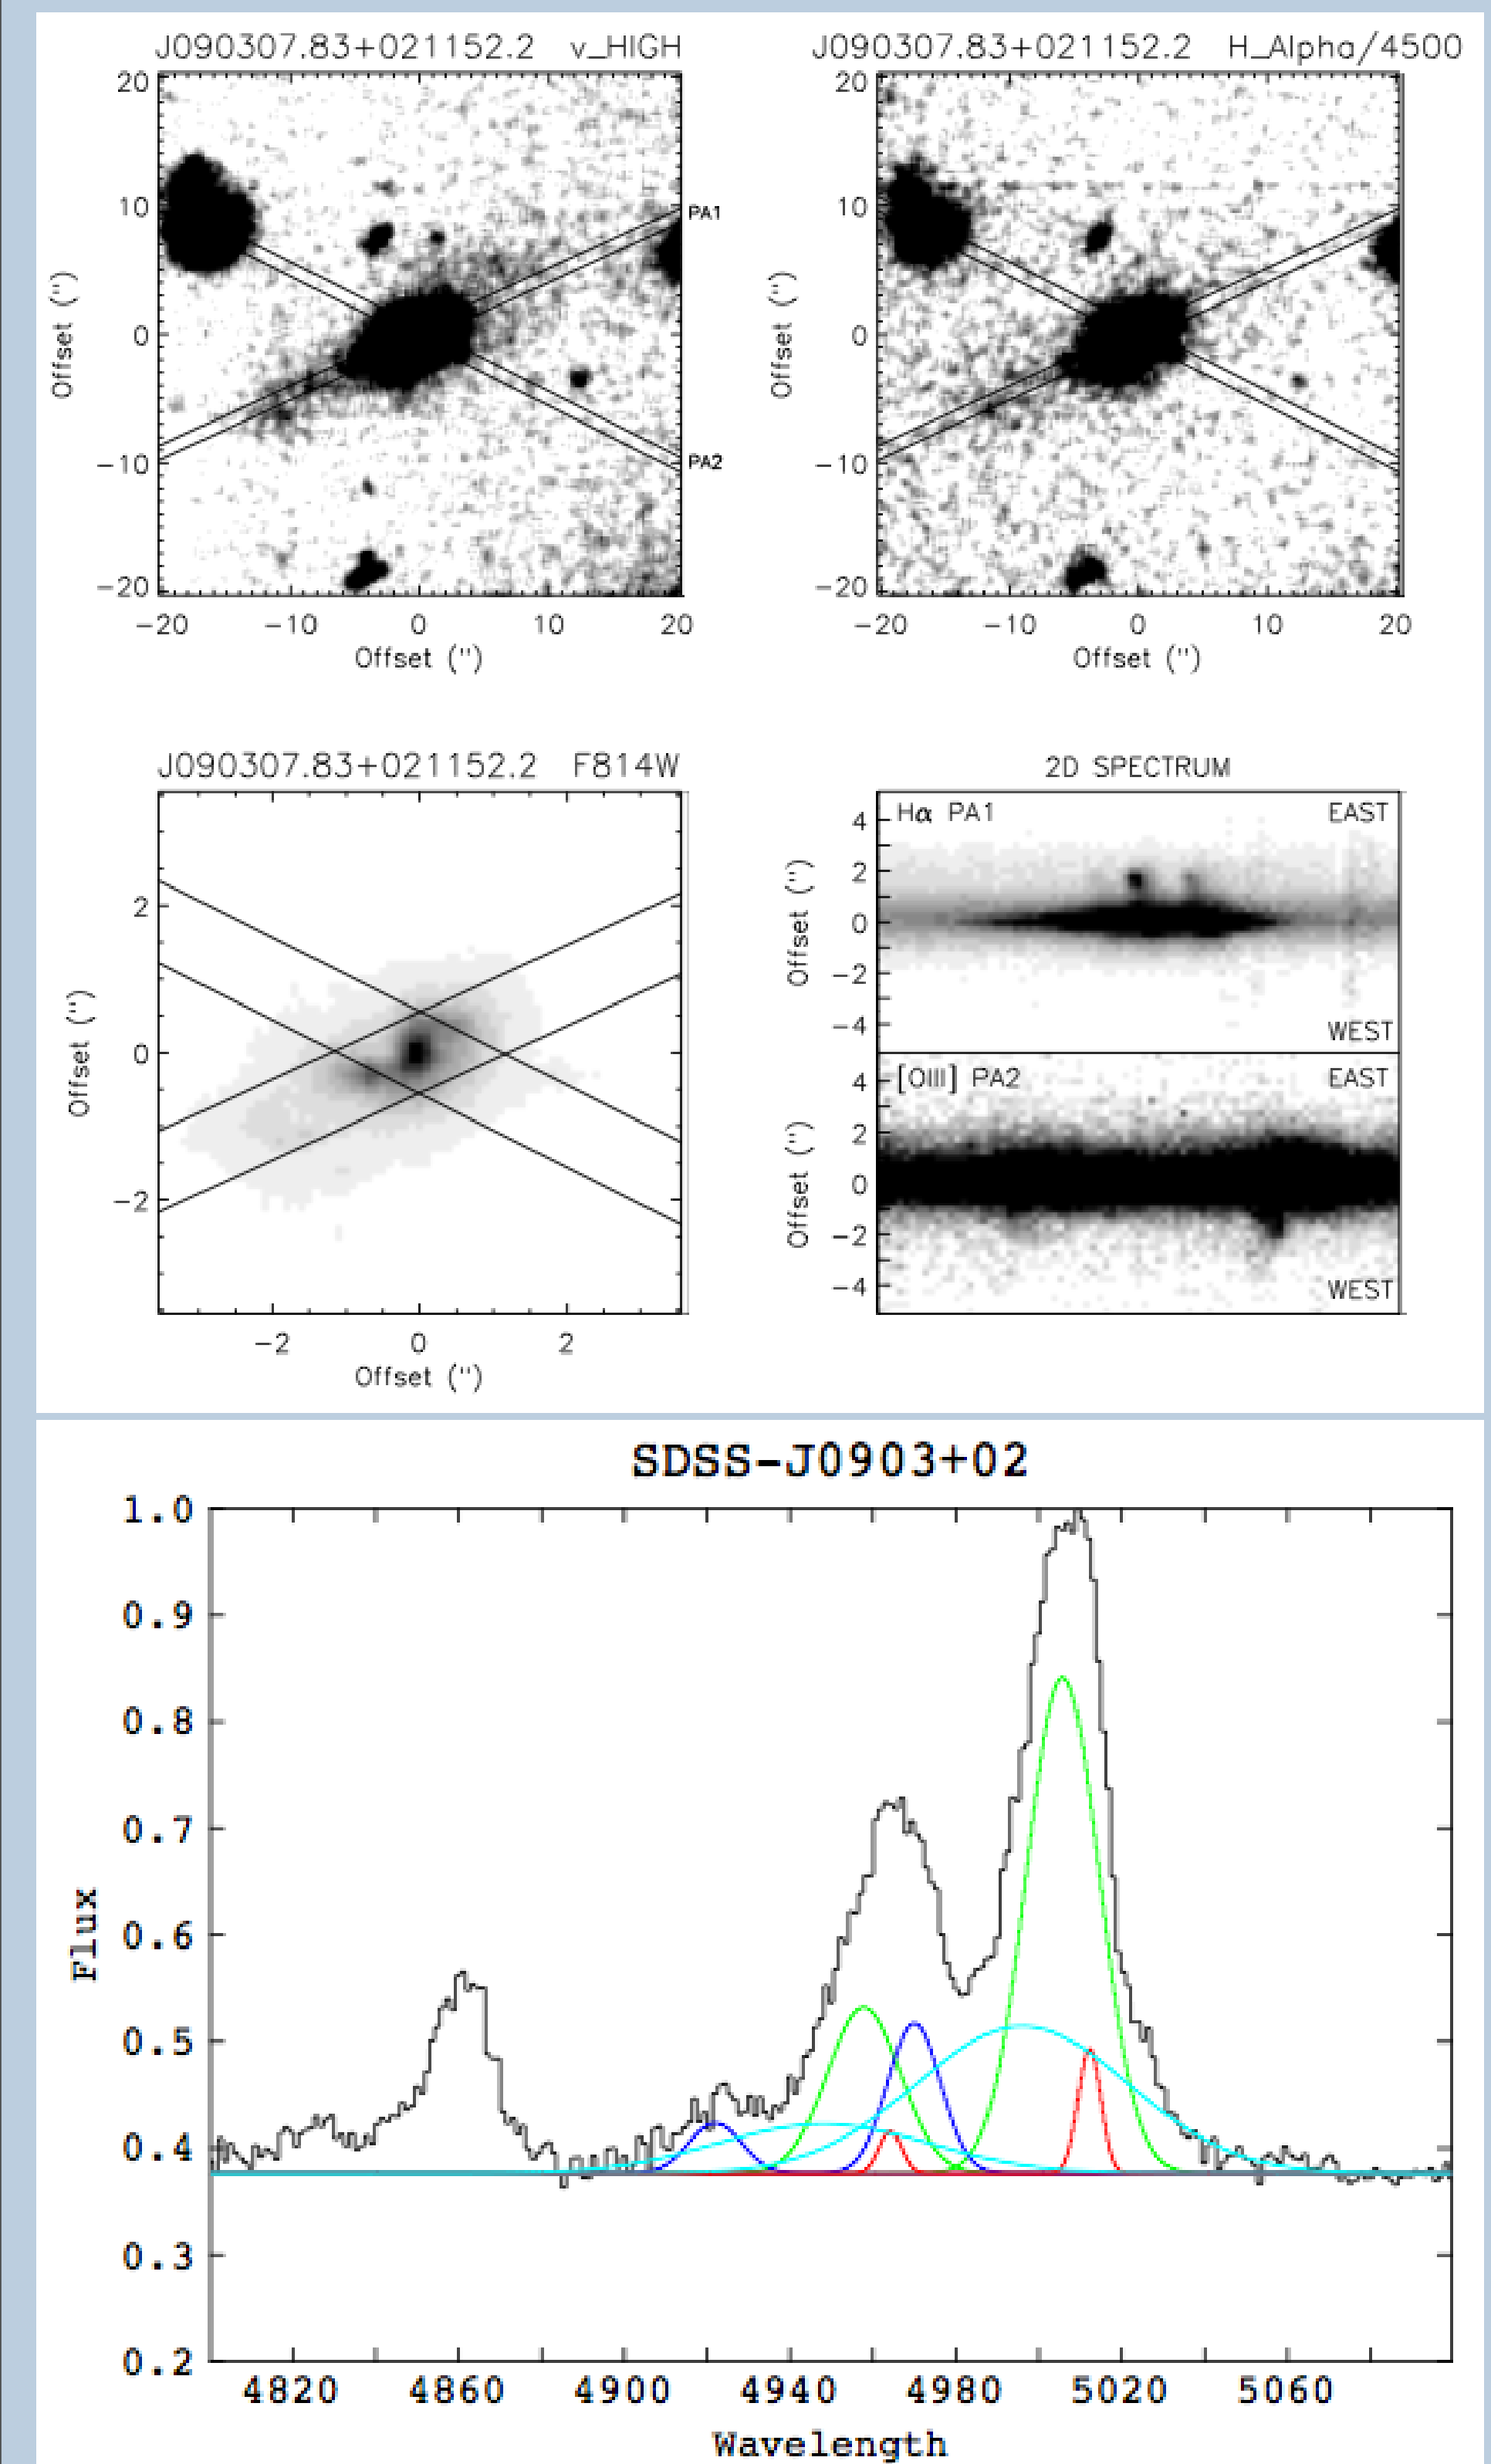 J090307.83+021152.2 v_HIGH
20
10
0
−10
−20
Offset (")
PA1
PA2
−20 −10 0 10 20
Offset (")
J090307.83+021152.2 H_Alpha/4500
20
10
0
−10
−20
Offset (")
−20 −10 0 10 20
Offset (")
J090307.83+021152.2 F814W
2
0
−2
Offset (")
−2 0 2
Offset (")
2D SPECTRUM
Hα PA1 EAST
4
2
0
−2
−4
Offset (")
WEST
[OIII] PA2 EAST
4
2
0
−2
−4
Offset (")
WEST
SDSS-J0903+02
1.0
0.9
0.8
0.7
0.6
0.5
0.4
0.3
0.2
Flux
4820 4860 4900 4940 4980 5020 5060
Wavelength